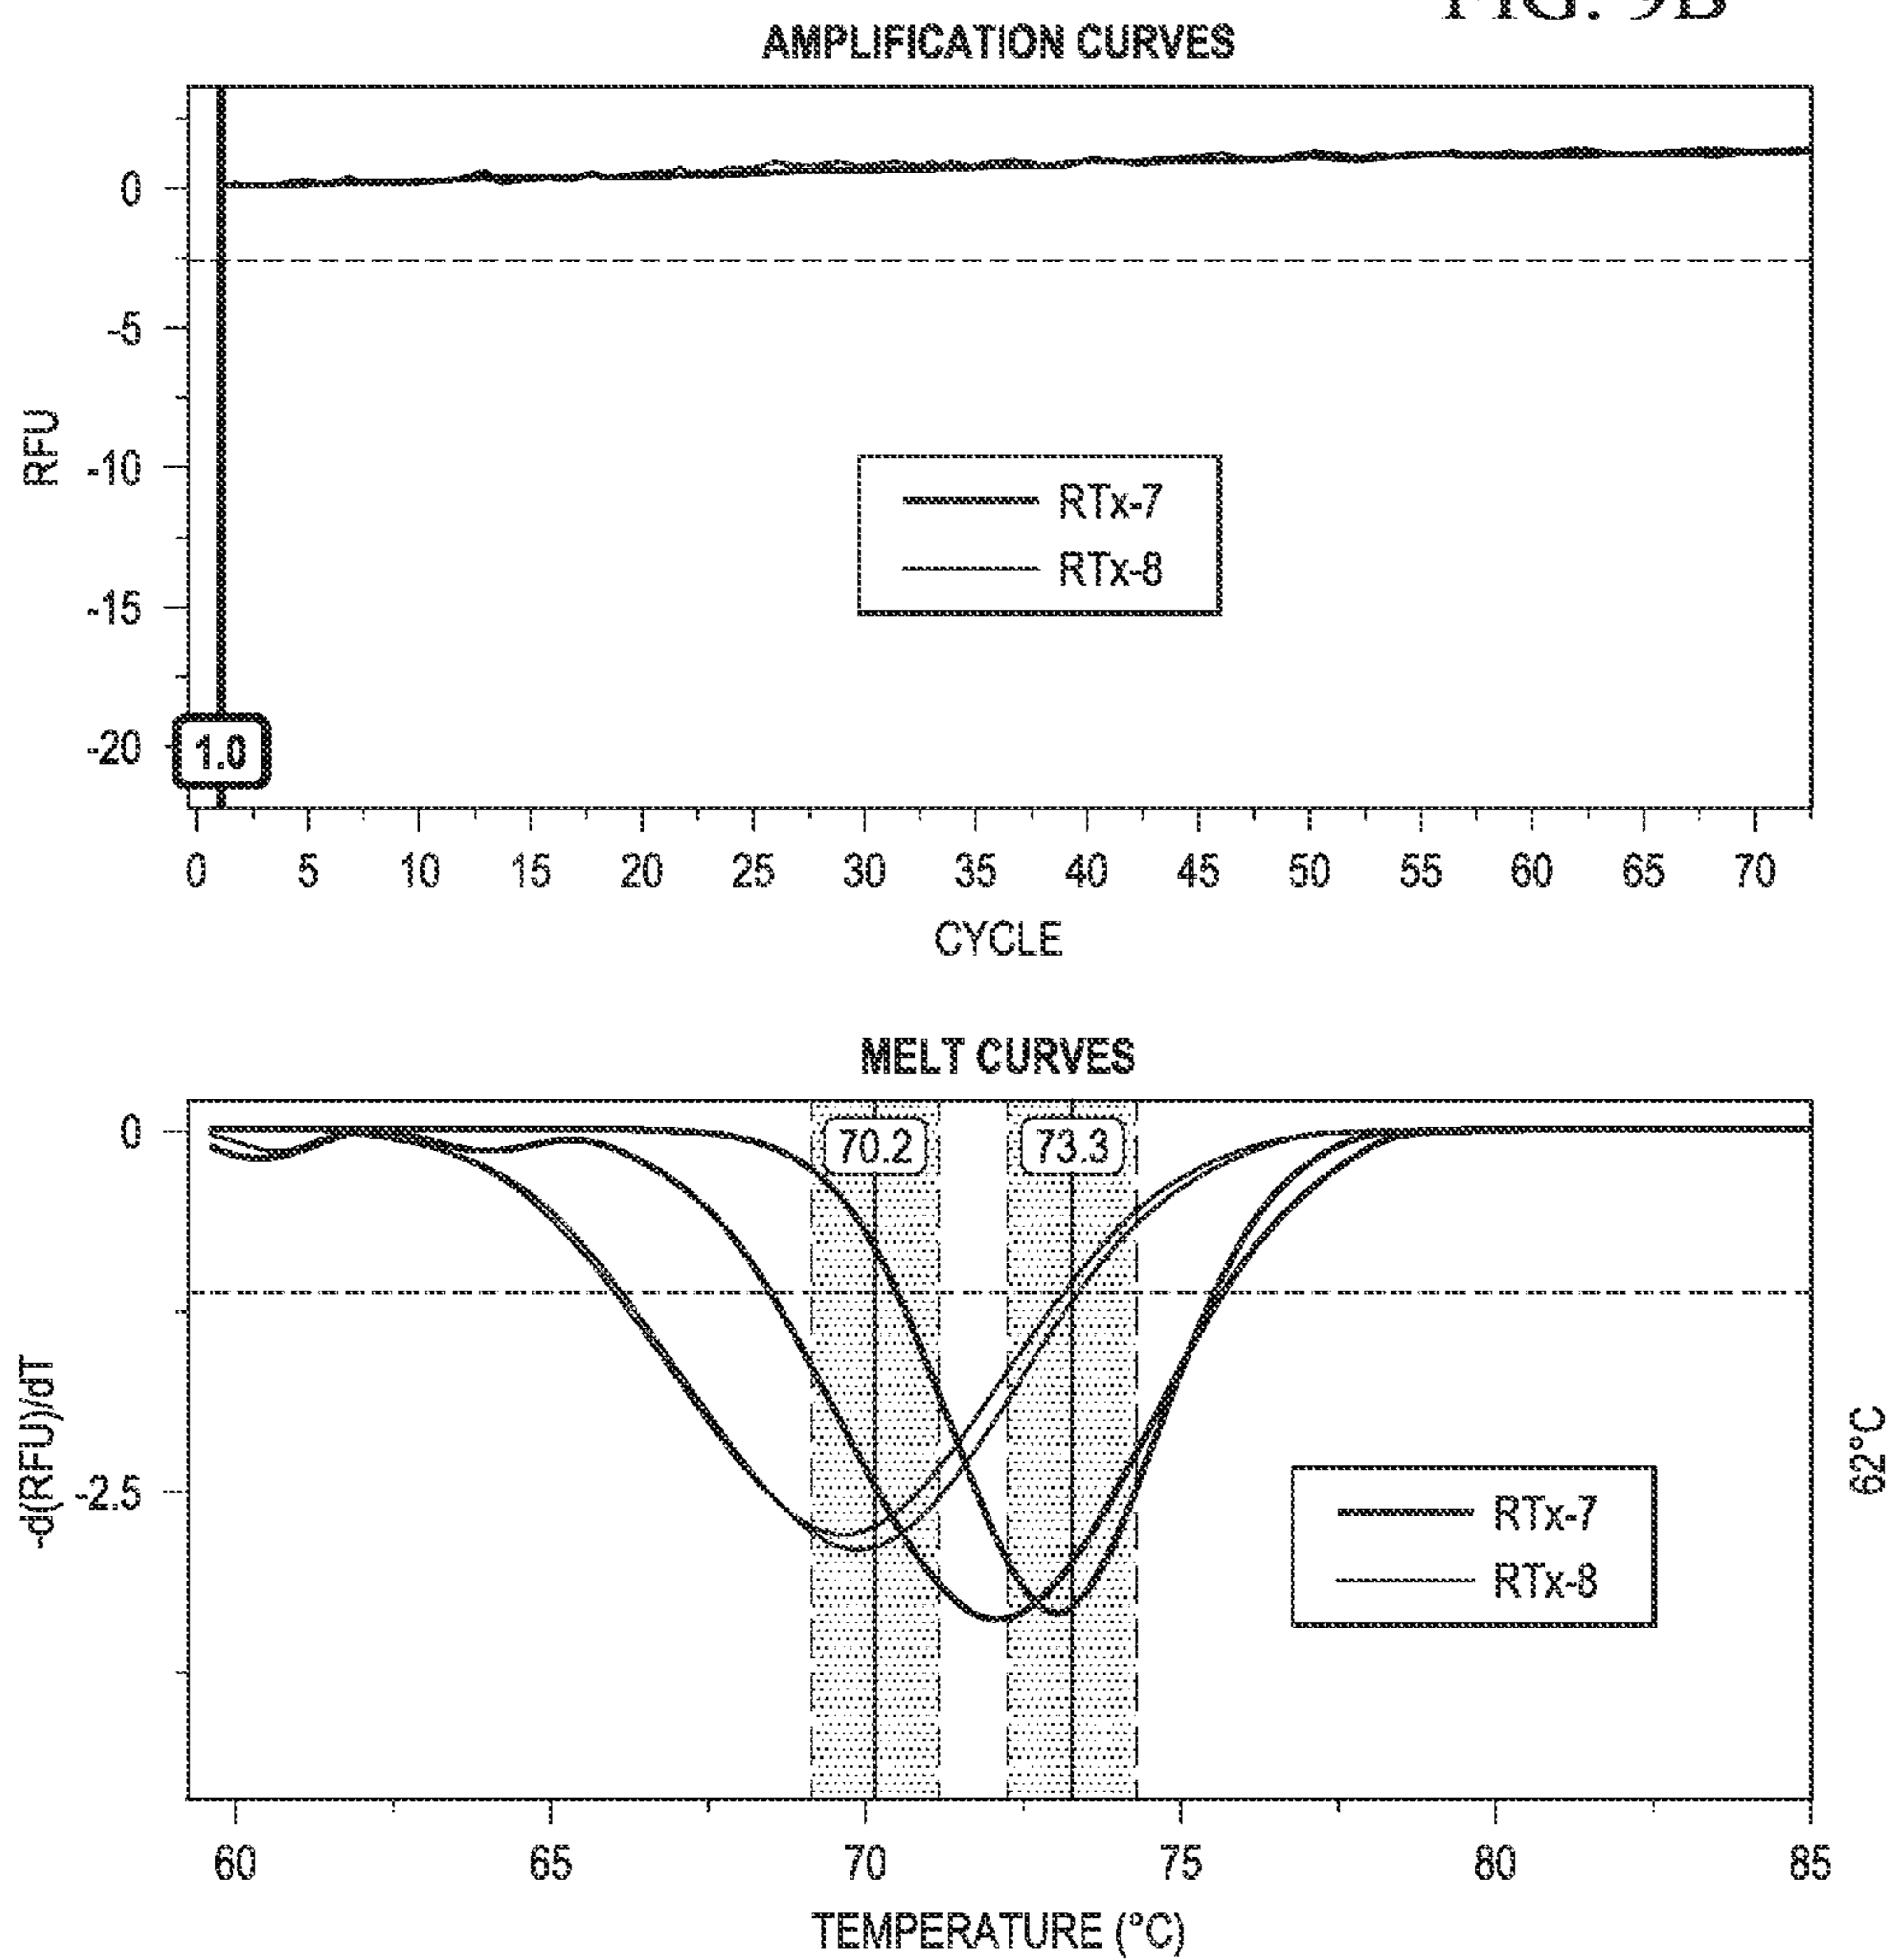 FIG. 9B
AMPLIFICATION CURVES
0
-5
-10
-15
-20
RFU
RTx-7
RTx-8
1.0
0 5 10 15 20 25 30 35 40 45 50 55 60 65 70
CYCLE
MELT CURVES
0
-2.5
-d(RFU)/dT
70.2 73.3
RTx-7
RTx-8
62°C
60 65 70 75 80 85
TEMPERATURE (°C)